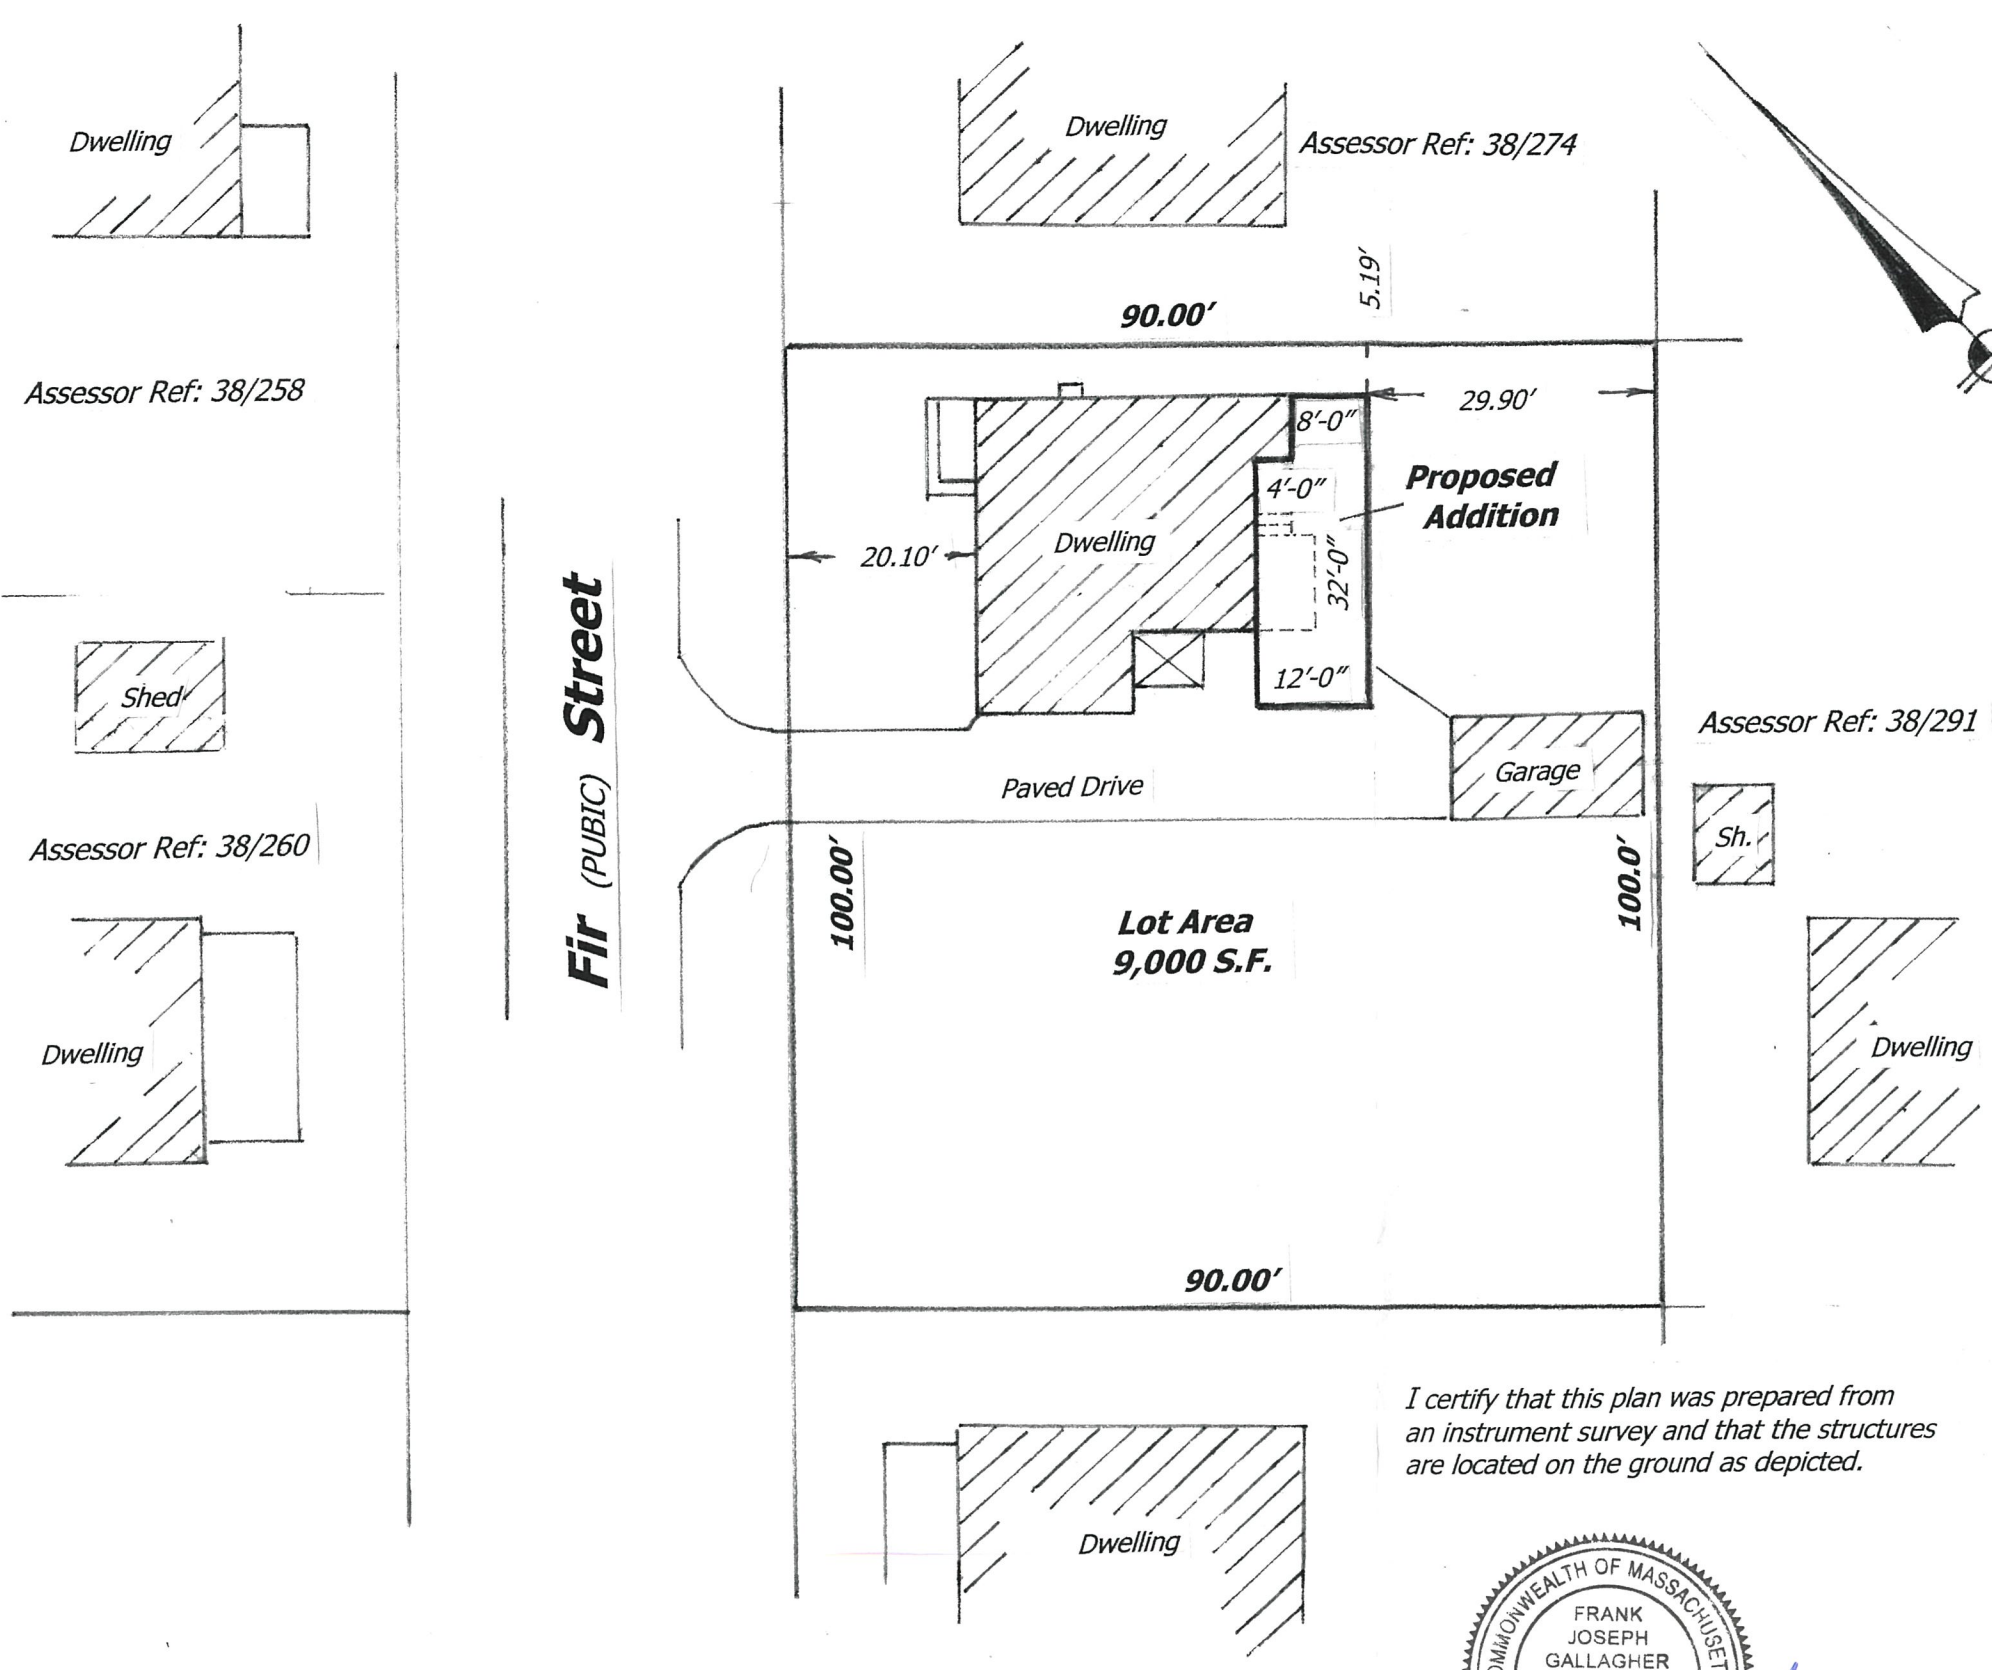 Dwelling
Dwelling
Assessor Ref: 38/274
5.19'
90.00'
Assessor Ref: 38/258
29.90'
8'-0"
Proposed
Addition
4'-0"
20.10'
Dwelling
32'-0"
12'-0"
Fir (PUBIC) Street
Shed
Assessor Ref: 38/291
Garage
Paved Drive
Sh.
Assessor Ref: 38/260
100.00'
100.0'
Lot Area
9,000 S.F.
Dwelling
Dwelling
90.00'
I certify that this plan was prepared from
an instrument survey and that the structures
are located on the ground as depicted.
Dwelling
OMMONWEALTH OF MASSACHUSET
FRANK
JOSEPH
GALLAGHER